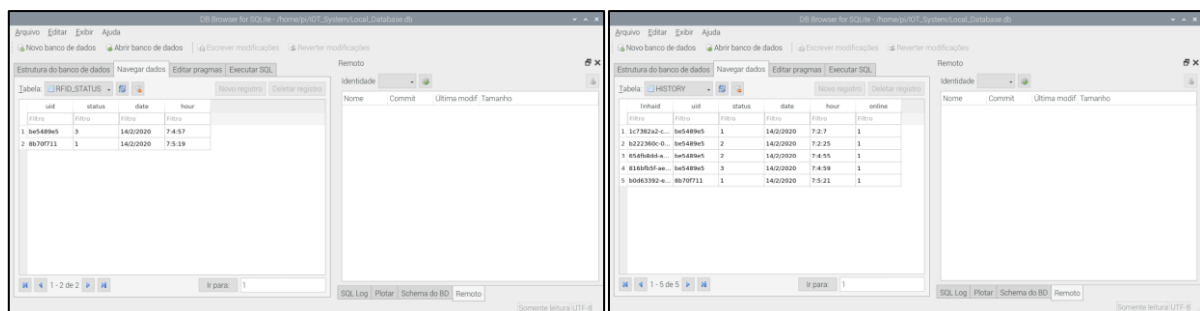 DB Browser for SQLite - /home/pi/IOT_System/Local_Database.db
Arquivo Editar Exibir Ajuda
Novo banco de dados Abrir banco de dados Escrever modificações Reverter modificações
Estrutura do banco de dados Navegar dados Editar pragmas Executar SQL
Tabela: RFID_STATUS Novo registro Deletar registro
uid status date hour
Filtro Filtro Filtro Filtro
1 be5489e5 3 14/2/2020 7:4:57
2 8b70f711 1 14/2/2020 7:5:19
1 - 2 de 2 Ir para: 1
Remoto
Identidade
Nome Commit Última modif Tamanho
SQL Log Plotar Schema do BD Remoto
Somente leitura UTF-8
DB Browser for SQLite - /home/pi/IOT_System/Local_Database.db
Arquivo Editar Exibir Ajuda
Novo banco de dados Abrir banco de dados Escrever modificações Reverter modificações
Estrutura do banco de dados Navegar dados Editar pragmas Executar SQL
Tabela: HISTORY Novo registro Deletar registro
linhaid uid status date hour online
Filtro Filtro Filtro Filtro Filtro Filtro
1 1c7382a2-c... be5489e5 1 14/2/2020 7:2:7 1
2 b222360c-0... be5489e5 2 14/2/2020 7:2:25 1
3 654fb8dd-a... be5489e5 2 14/2/2020 7:4:55 1
4 816bfb5f-ae... be5489e5 3 14/2/2020 7:4:59 1
5 b0d63392-e... 8b70f711 1 14/2/2020 7:5:21 1
1 - 5 de 5 Ir para: 1
Remoto
Identidade
Nome Commit Última modif Tamanho
SQL Log Plotar Schema do BD Remoto
Somente leitura UTF-8